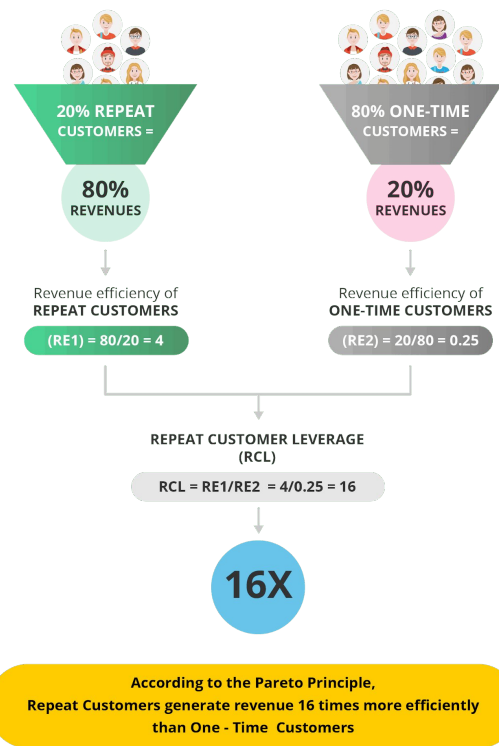 20% REPEAT
CUSTOMERS =
80%
REVENUES
Revenue efficiency of
REPEAT CUSTOMERS
(RE1) = 80/20 = 4
80% ONE-TIME
CUSTOMERS =
20%
REVENUES
Revenue efficiency of
ONE-TIME CUSTOMERS
(RE2) = 20/80 = 0.25
REPEAT CUSTOMER LEVERAGE
(RCL)
RCL = RE1/RE2 = 4/0.25 = 16
16X
According to the Pareto Principle,
Repeat Customers generate revenue 16 times more efficiently
than One - Time Customers